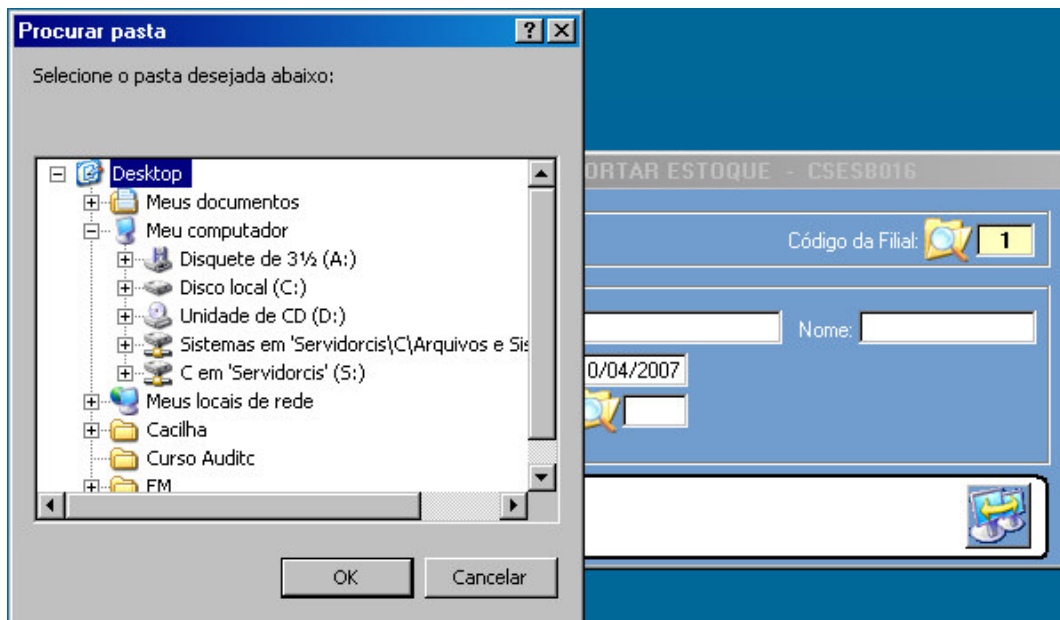 Procurar pasta
Selecione o pasta desejada abaixo:
Desktop
Meus documentos
Meu computador
Disquete de 3½ (A:)
Disco local (C:)
Unidade de CD (D:)
Sistemas em 'Servidorcis\C\Arquivos e Sis
C em 'Servidorcis' (S:)
Meus locais de rede
Cacilha
Curso Auditc
FM
OK Cancelar
ORTAR ESTOQUE - CSESB016
Código da Filial: 1
Nome:
0/04/2007